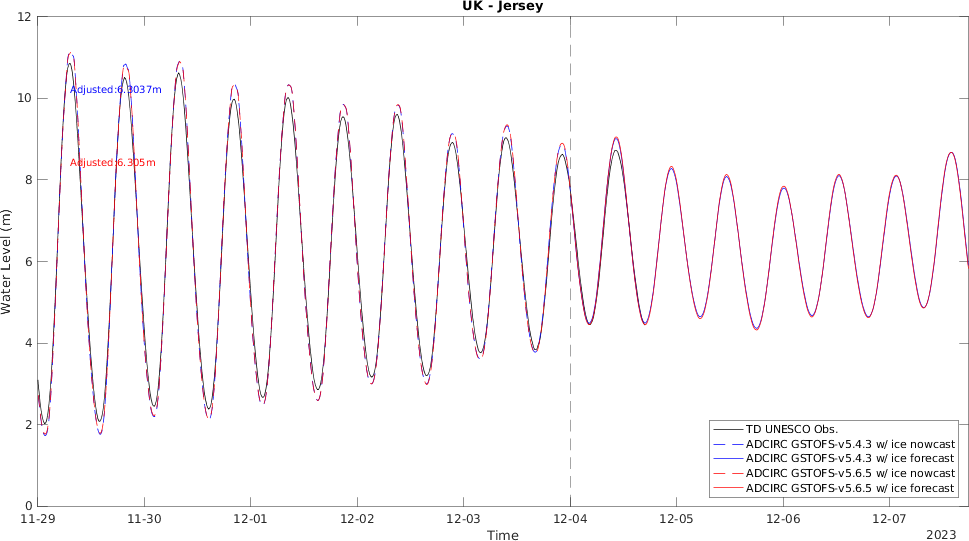 UK - Jersey
12
10
8
6
4
2
0
Water Level (m)
Adjusted:6.3037m
Adjusted:6.305m
TD UNESCO Obs.
ADCIRC GSTOFS-v5.4.3 w/ ice nowcast
ADCIRC GSTOFS-v5.4.3 w/ ice forecast
ADCIRC GSTOFS-v5.6.5 w/ ice nowcast
ADCIRC GSTOFS-v5.6.5 w/ ice forecast
11-29 11-30 12-01 12-02 12-03 12-04 12-05 12-06 12-07
Time
2023